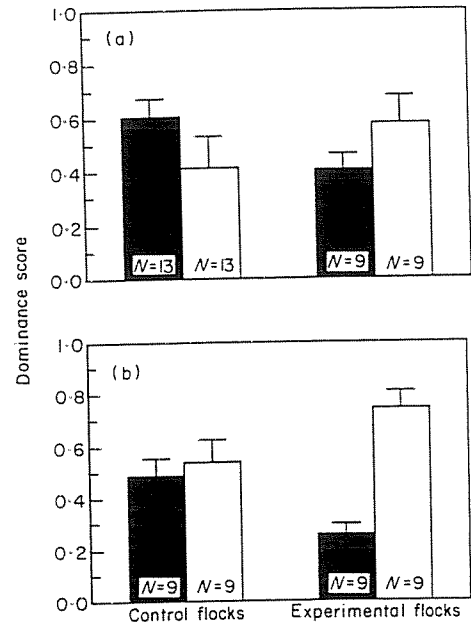 Dominance score
1·0
(a)
0·8
0·6
0·4
0·2
0·0
N=13 N=13 N=9 N=9
1·0
(b)
0·8
0·6
0·4
0·2
0·0
N=9 N=9 N=9 N=9
Control flocks Experimental flocks